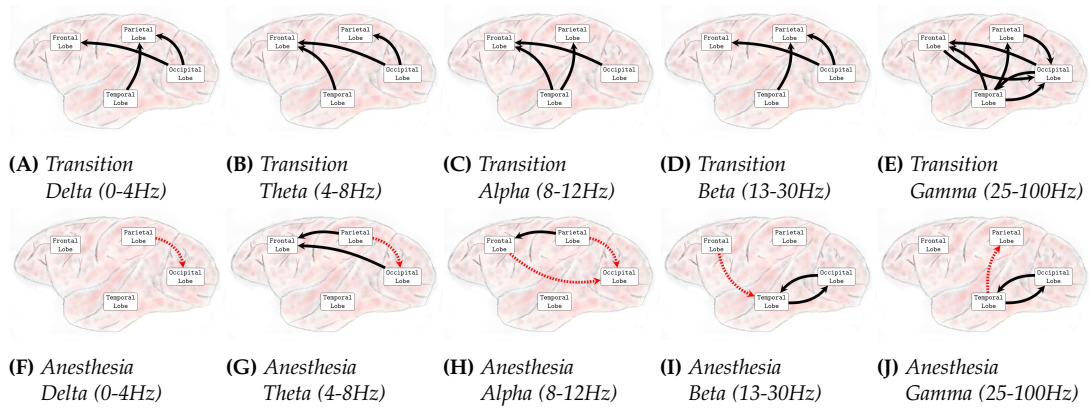 Frontal
Lobe
Parietal
Lobe
Occipital
Lobe
Temporal
Lobe
Frontal
Lobe
Parietal
Lobe
Occipital
Lobe
Temporal
Lobe
Frontal
Lobe
Parietal
Lobe
Occipital
Lobe
Temporal
Lobe
Frontal
Lobe
Parietal
Lobe
Occipital
Lobe
Temporal
Lobe
Frontal
Lobe
Parietal
Lobe
Occipital
Lobe
Temporal
Lobe
(A) Transition
Delta (0-4Hz)
(B) Transition
Theta (4-8Hz)
(C) Transition
Alpha (8-12Hz)
(D) Transition
Beta (13-30Hz)
(E) Transition
Gamma (25-100Hz)
Frontal
Lobe
Parietal
Lobe
Occipital
Lobe
Temporal
Lobe
Frontal
Lobe
Parietal
Lobe
Occipital
Lobe
Temporal
Lobe
Frontal
Lobe
Parietal
Lobe
Occipital
Lobe
Temporal
Lobe
Frontal
Lobe
Parietal
Lobe
Occipital
Lobe
Temporal
Lobe
Frontal
Lobe
Parietal
Lobe
Occipital
Lobe
Temporal
Lobe
(F) Anesthesia
Delta (0-4Hz)
(G) Anesthesia
Theta (4-8Hz)
(H) Anesthesia
Alpha (8-12Hz)
(I) Anesthesia
Beta (13-30Hz)
(J) Anesthesia
Gamma (25-100Hz)